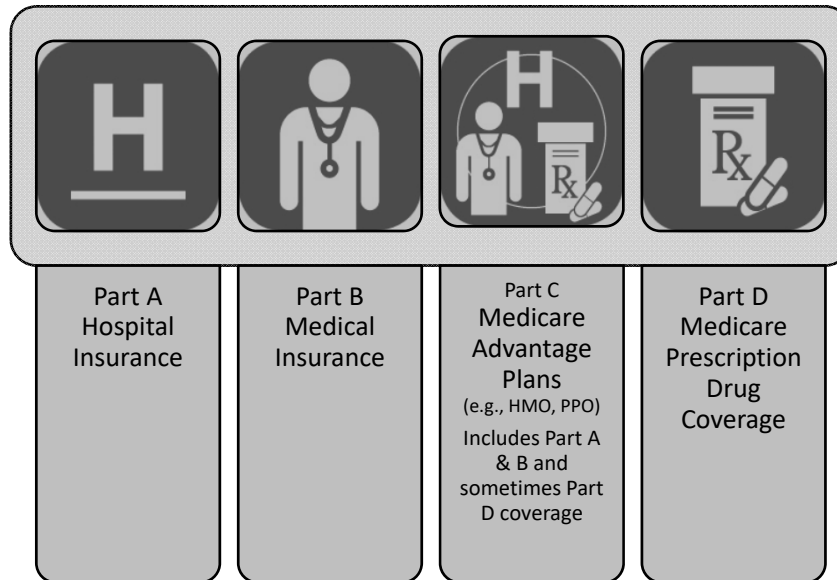 H
H
Rx
Rx
Part A
Hospital
Insurance
Part B
Medical
Insurance
Part C
Medicare
Advantage
Plans
(e.g., HMO, PPO)
Includes Part A
& B and
sometimes Part
D coverage
Part D
Medicare
Prescription
Drug
Coverage